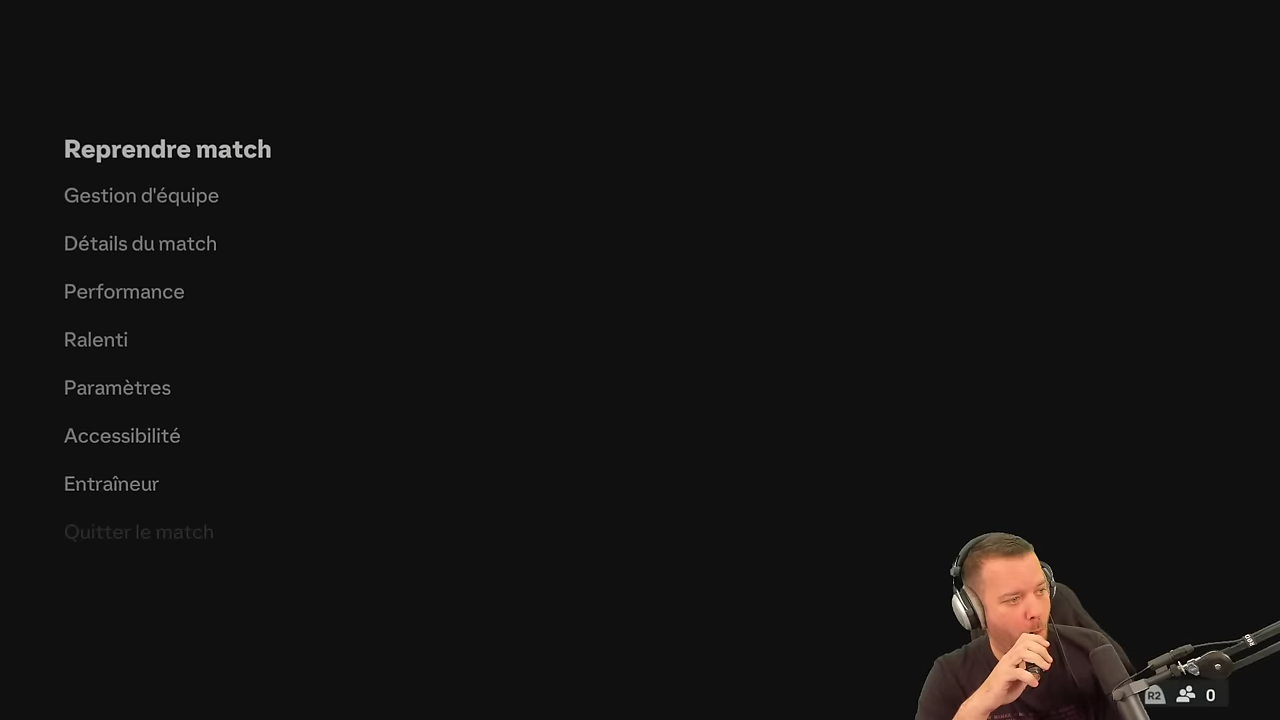 Reprendre match
Gestion d'équipe
Détails du match
Performance
Ralenti
Paramètres
Accessibilité
Entraîneur
Quitter le match
R2 0